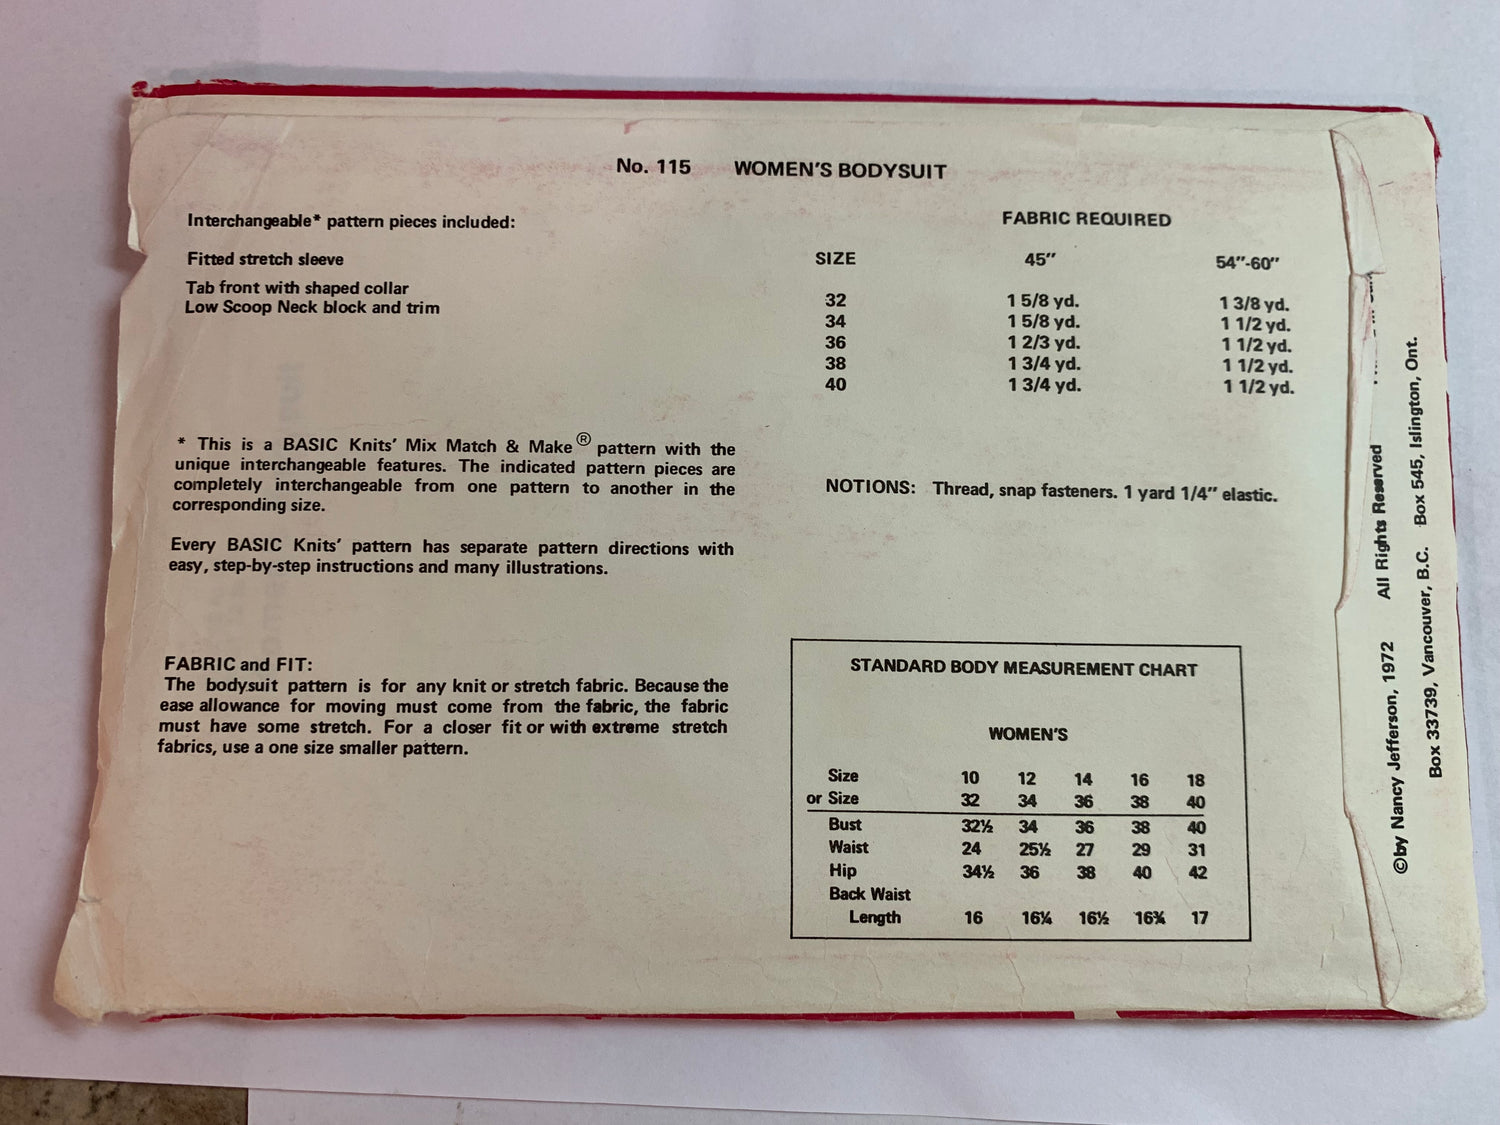 No. 115 WOMEN'S BODYSUIT
Interchangeable* pattern pieces included:
Fitted stretch sleeve
Tab front with shaped collar
Low Scoop Neck block and trim
* This is a BASIC Knits' Mix Match & Make® pattern with the
unique interchangeable features. The indicated pattern pieces are
completely interchangeable from one pattern to another in the
corresponding size.
Every BASIC Knits' pattern has separate pattern directions with
easy, step-by-step instructions and many illustrations.
FABRIC and FIT:
The bodysuit pattern is for any knit or stretch fabric. Because the
ease allowance for moving must come from the fabric, the fabric
must have some stretch. For a closer fit or with extreme stretch
fabrics, use a one size smaller pattern.
FABRIC REQUIRED
SIZE 45" 54"-60"
32 1 5/8 yd. 1 3/8 yd.
34 1 5/8 yd. 1 1/2 yd.
36 1 2/3 yd. 1 1/2 yd.
38 1 3/4 yd. 1 1/2 yd.
40 1 3/4 yd. 1 1/2 yd.
NOTIONS: Thread, snap fasteners. 1 yard 1/4" elastic.
STANDARD BODY MEASUREMENT CHART
WOMEN'S
Size 10 12 14 16 18
or Size 32 34 36 38 40
Bust 32½ 34 36 38 40
Waist 24 25½ 27 29 31
Hip 34½ 36 38 40 42
Back Waist
Length 16 16¼ 16½ 16¾ 17
©by Nancy Jefferson, 1972 All Rights Reserved
Box 33739, Vancouver, B.C. Box 545, Islington, Ont.